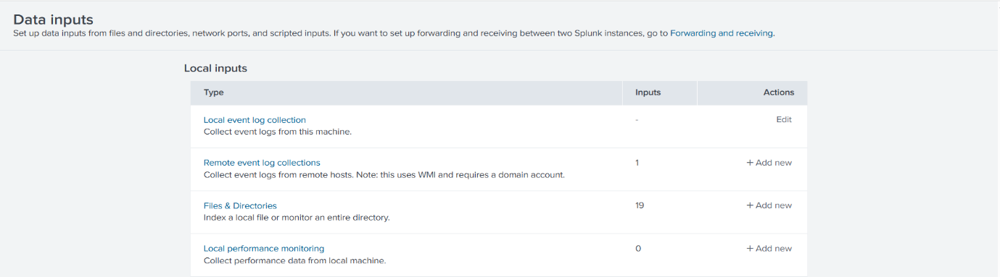 Data inputs
Set up data inputs from files and directories, network ports, and scripted inputs. If you want to set up forwarding and receiving between two Splunk instances, go to Forwarding and receiving.
Local inputs
Type Inputs Actions
Local event log collection - Edit
Collect event logs from this machine.
Remote event log collections 1 + Add new
Collect event logs from remote hosts. Note: this uses WMI and requires a domain account.
Files & Directories 19 + Add new
Index a local file or monitor an entire directory.
Local performance monitoring 0 + Add new
Collect performance data from local machine.